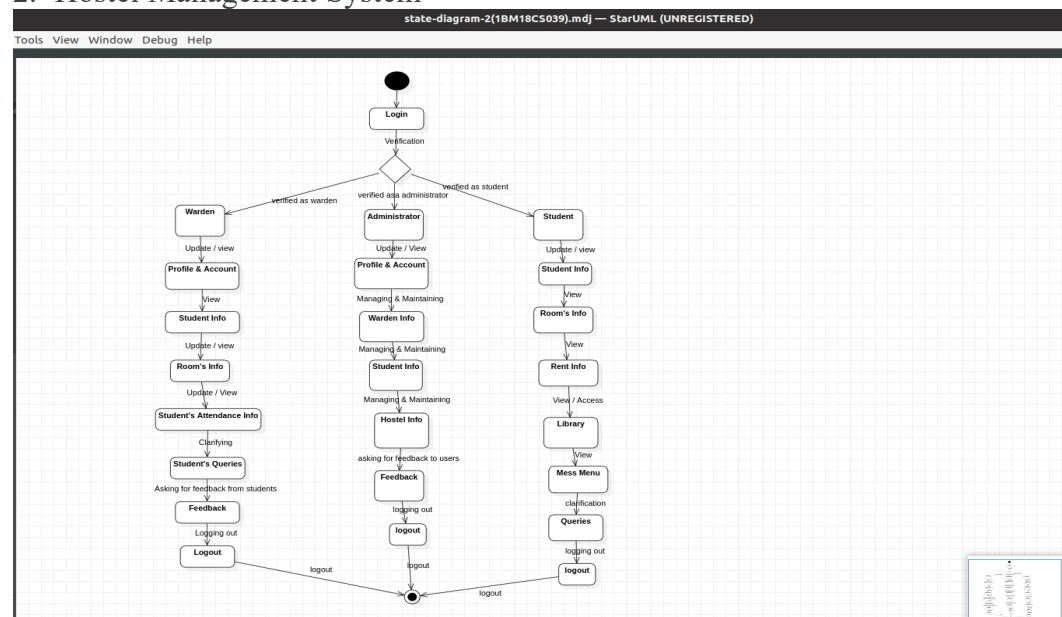 2. Hostel Management System
state-diagram-2(1BM18CS039).mdj — StarUML (UNREGISTERED)
Tools View Window Debug Help
Login
Verification
verified as warden
verified asa administrator
verified as student
Warden
Update / view
Profile & Account
View
Student Info
Update / view
Room's Info
Update / View
Student's Attendance Info
Clarifying
Student's Queries
Asking for feedback from students
Feedback
Logging out
Logout
logout
Administrator
Update / View
Profile & Account
Managing & Maintaining
Warden Info
Managing & Maintaining
Student Info
Managing & Maintaining
Hostel Info
asking for feedback to users
Feedback
logging out
logout
logout
Student
Update / view
Student Info
View
Room's Info
View
Rent Info
View / Access
Library
View
Mess Menu
clarification
Queries
logging out
logout
logout